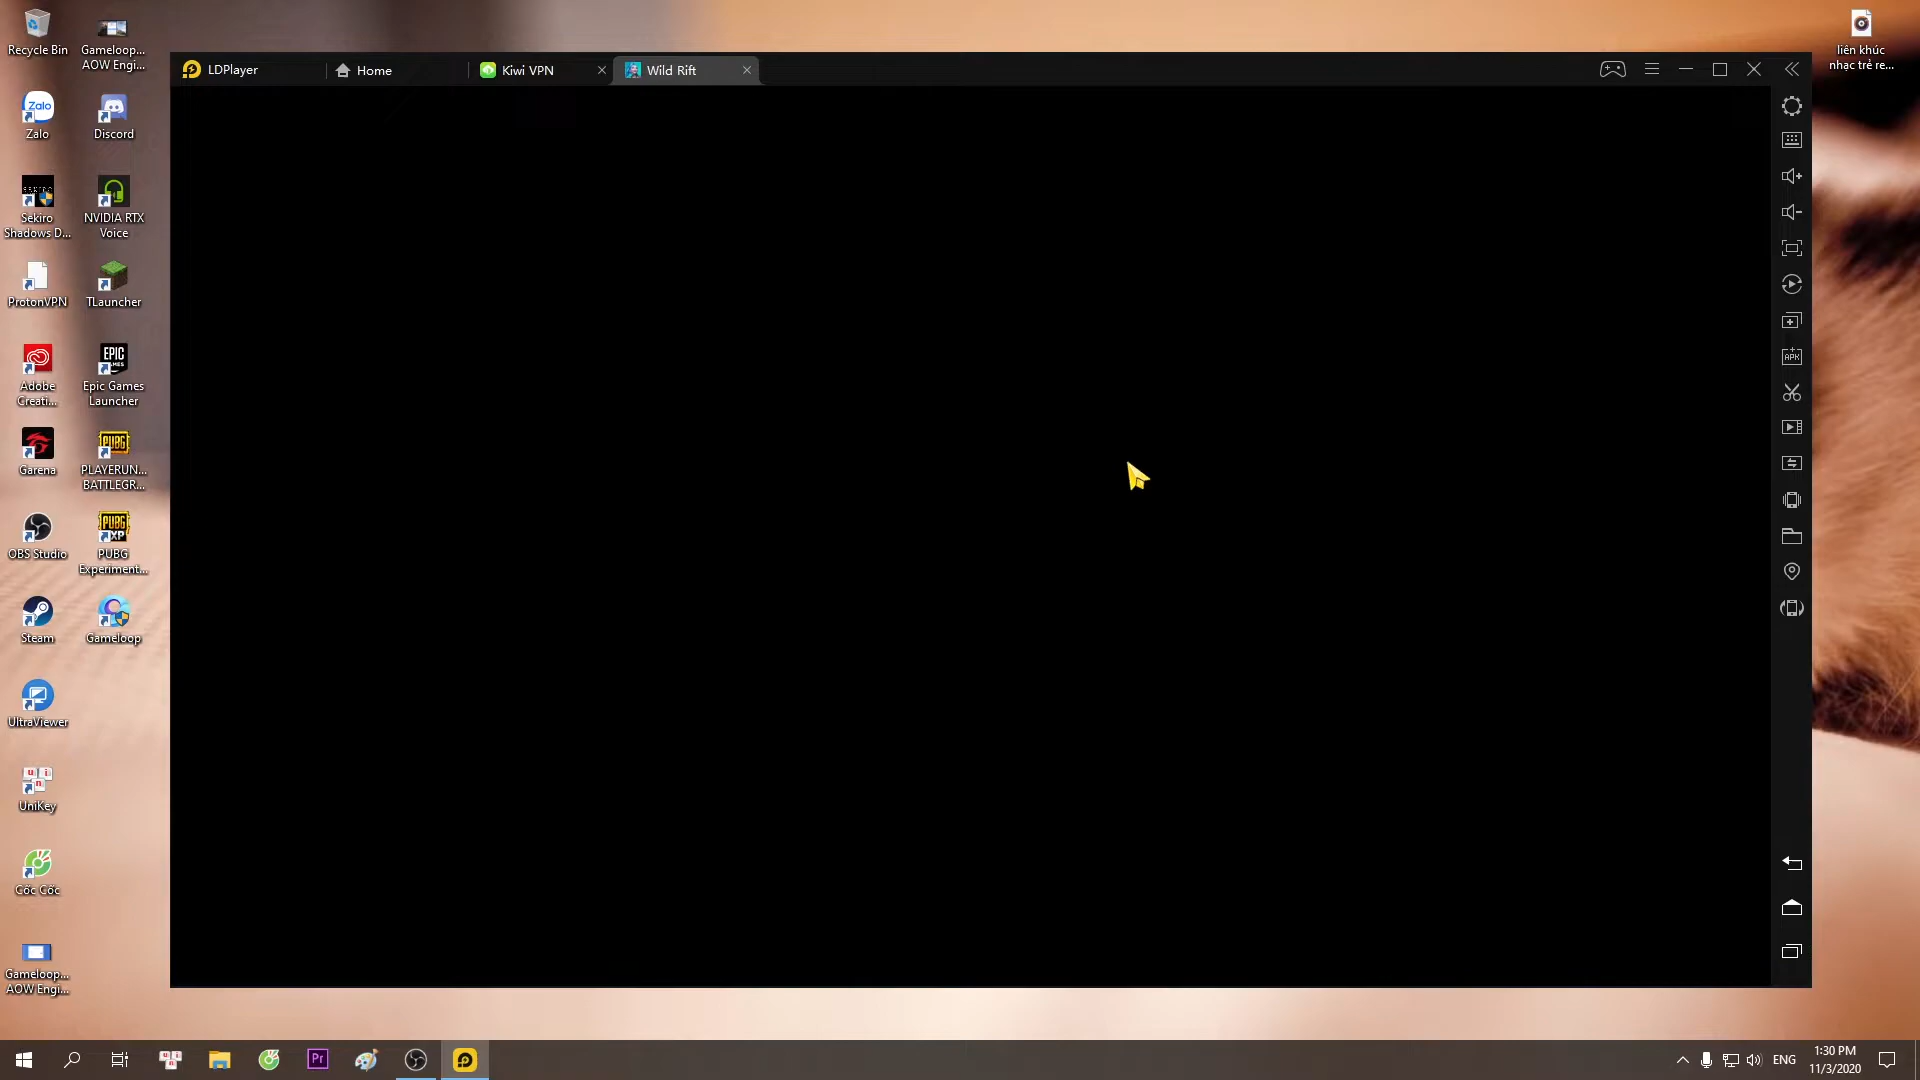 Recycle Bin
Gameloop...
AOW Engi...
Zalo
Zalo
Discord
SEKIRO
Sekiro
Shadows D...
NVIDIA RTX
Voice
ProtonVPN
TLauncher
Adobe
Creati...
EPIC
GAMES
Epic Games
Launcher
Garena
PUBG
PLAYERUN...
BATTLEGR...
OBS Studio
PUBG
XP
PUBG
Experiment...
Steam
Gameloop
UltraViewer
u n i
UniKey
Cốc Cốc
Gameloop...
AOW Engi...
LDPlayer
Home
Kiwi VPN
Wild Rift
APK
liên khúc
nhạc trẻ re...
u n i
Pr
ENG
1:30 PM
11/3/2020